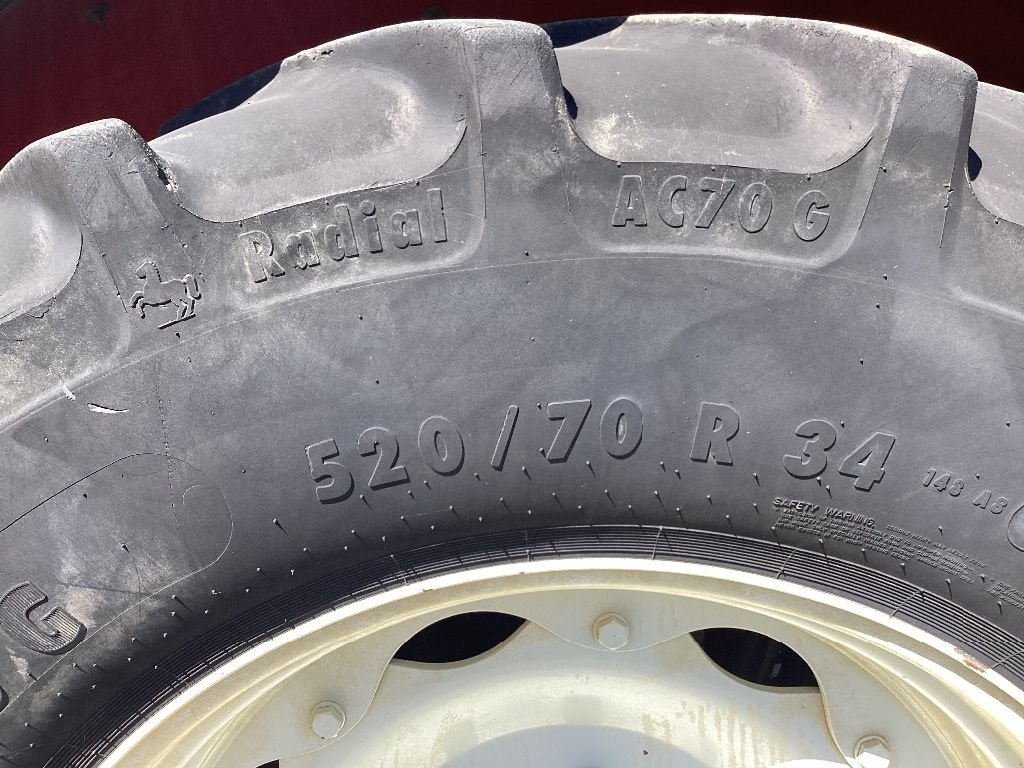 Radial AC70 G
520/70 R 34 148 A8
SAFETY WARNING
G